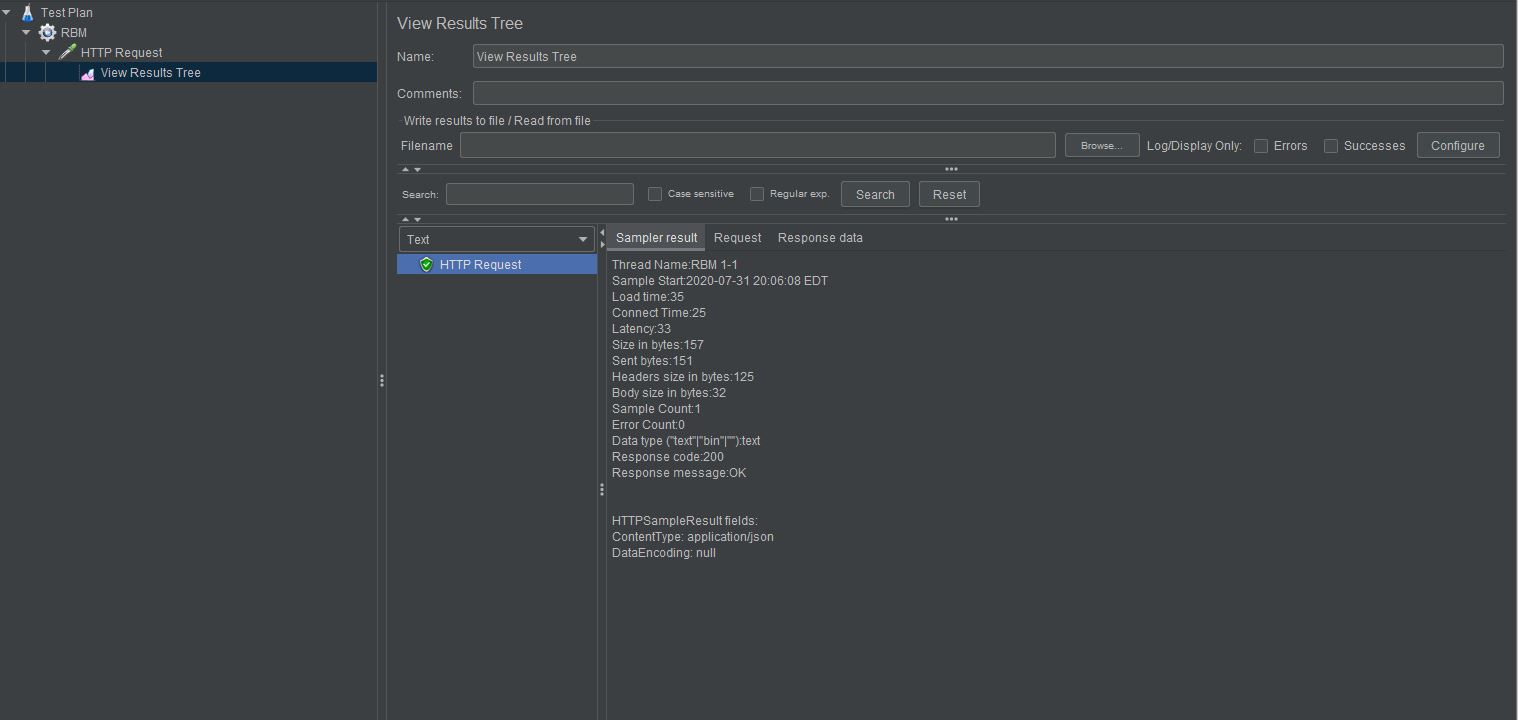 Test Plan
RBM
HTTP Request
View Results Tree
View Results Tree
Name: View Results Tree
Comments:
Write results to file / Read from file
Filename Browse... Log/Display Only: Errors Successes Configure
Search: Case sensitive Regular exp. Search Reset
Text
HTTP Request
Sampler result Request Response data
Thread Name:RBM 1-1
Sample Start:2020-07-31 20:06:08 EDT
Load time:35
Connect Time:25
Latency:33
Size in bytes:157
Sent bytes:151
Headers size in bytes:125
Body size in bytes:32
Sample Count:1
Error Count:0
Data type ("text"|"bin"|""):text
Response code:200
Response message:OK
HTTPSampleResult fields:
ContentType: application/json
DataEncoding: null